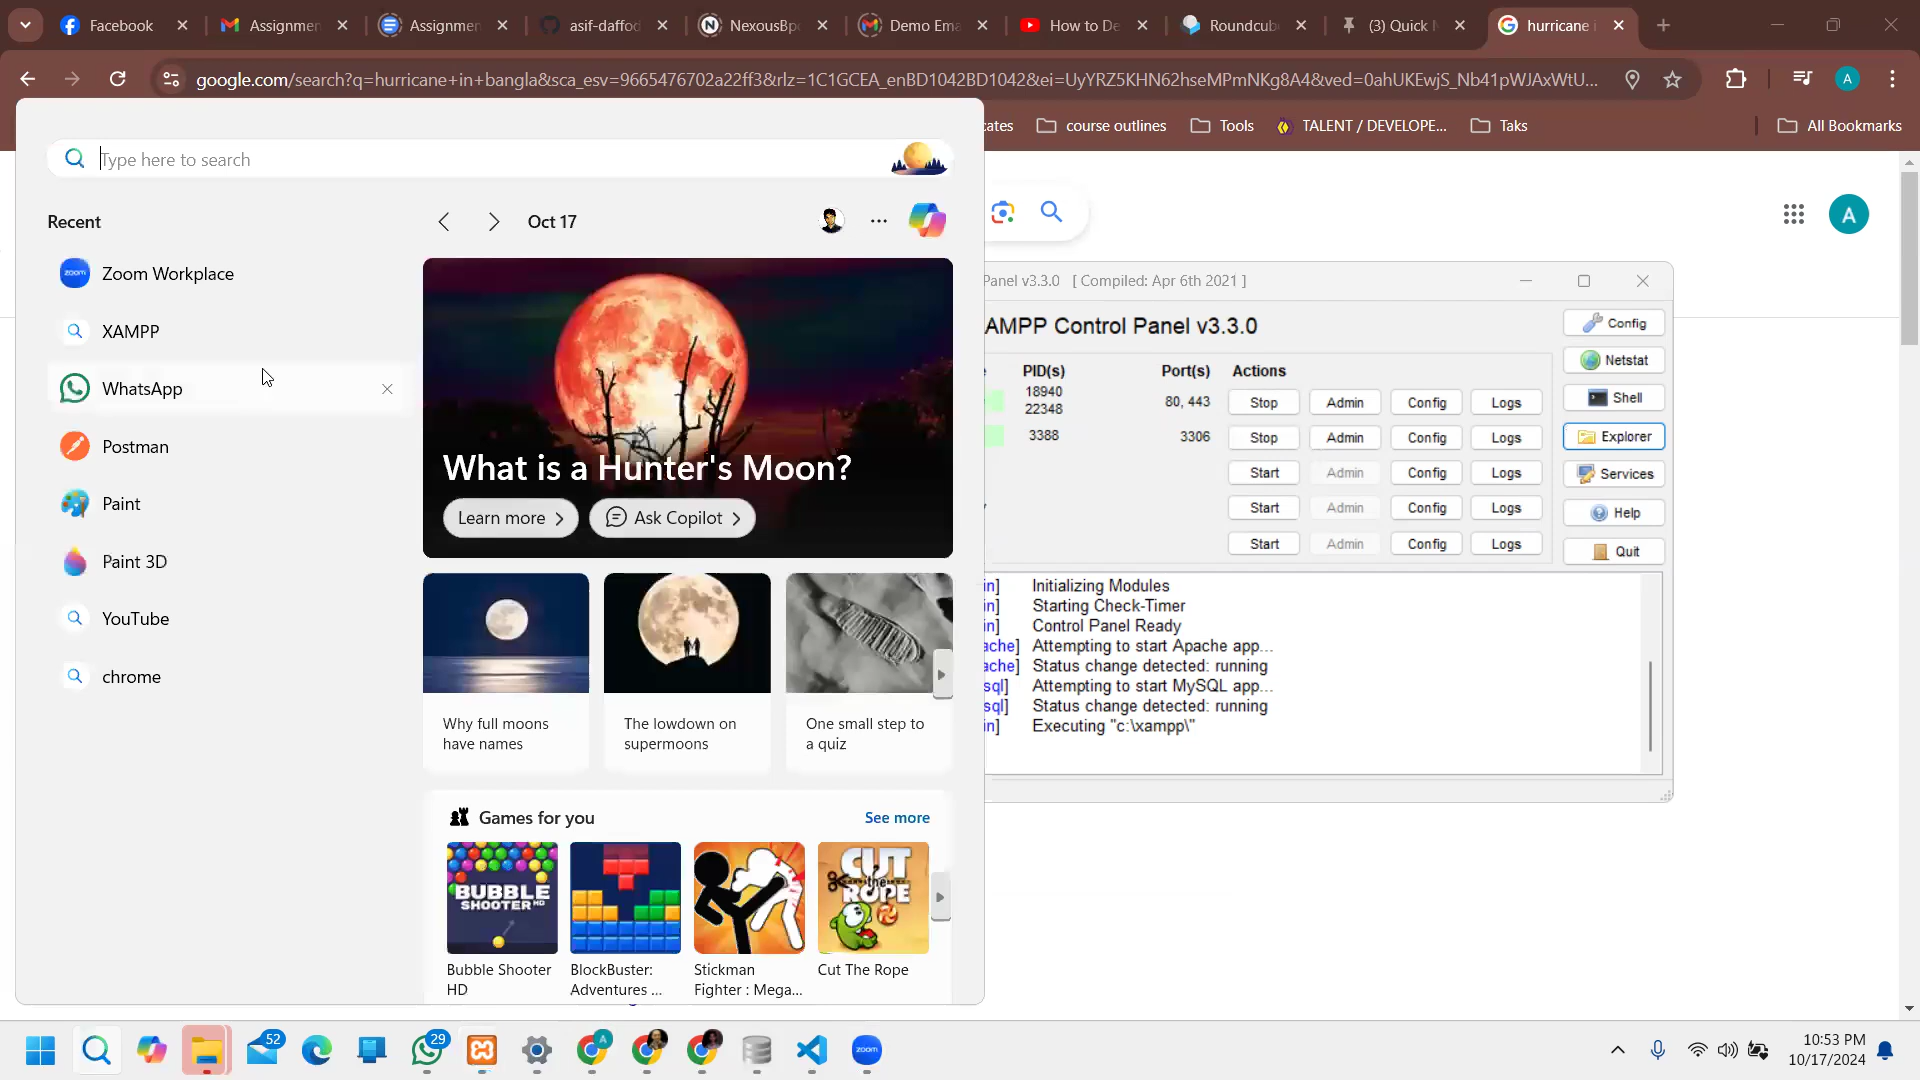 Facebook
Assignmen
Assignmen
asif-daffod
NexousBp
Demo Ema
How to De
Roundcub
(3) Quick
hurricane i
google.com/search?q=hurricane+in+bangla&sca_esv=9665476702a22ff3&rlz=1C1GCEA_enBD1042BD1042&ei=UyYRZ5KHN62hseMPmNKg8A4&ved=0ahUKEwjS_Nb41pWJAxWtU...
A
cates
course outlines
Tools
TALENT / DEVELOPE...
Taks
All Bookmarks
Type here to search
A
Recent
Oct 17
zoom
Zoom Workplace
XAMPP
WhatsApp
Postman
Paint
Paint 3D
YouTube
chrome
What is a Hunter's Moon?
Learn more
Ask Copilot
Why full moons
have names
The lowdown on
supermoons
One small step to
a quiz
Games for you
See more
BUBBLE
SHOOTER HD
CUT
the
ROPE
Bubble Shooter
HD
BlockBuster:
Adventures ...
Stickman
Fighter : Mega...
Cut The Rope
Panel v3.3.0 [ Compiled: Apr 6th 2021 ]
AMPP Control Panel v3.3.0
PID(s)
Port(s)
Actions
18940
22348
80, 443
Stop
Admin
Config
Logs
3388
3306
Stop
Admin
Config
Logs
Start
Admin
Config
Logs
Start
Admin
Config
Logs
Start
Admin
Config
Logs
Config
Netstat
Shell
Explorer
Services
Help
Quit
in] Initializing Modules
in] Starting Check-Timer
in] Control Panel Ready
ache] Attempting to start Apache app...
ache] Status change detected: running
sql] Attempting to start MySQL app...
sql] Status change detected: running
in] Executing "c:\xampp\"
52
29
A
zoom
10:53 PM
10/17/2024